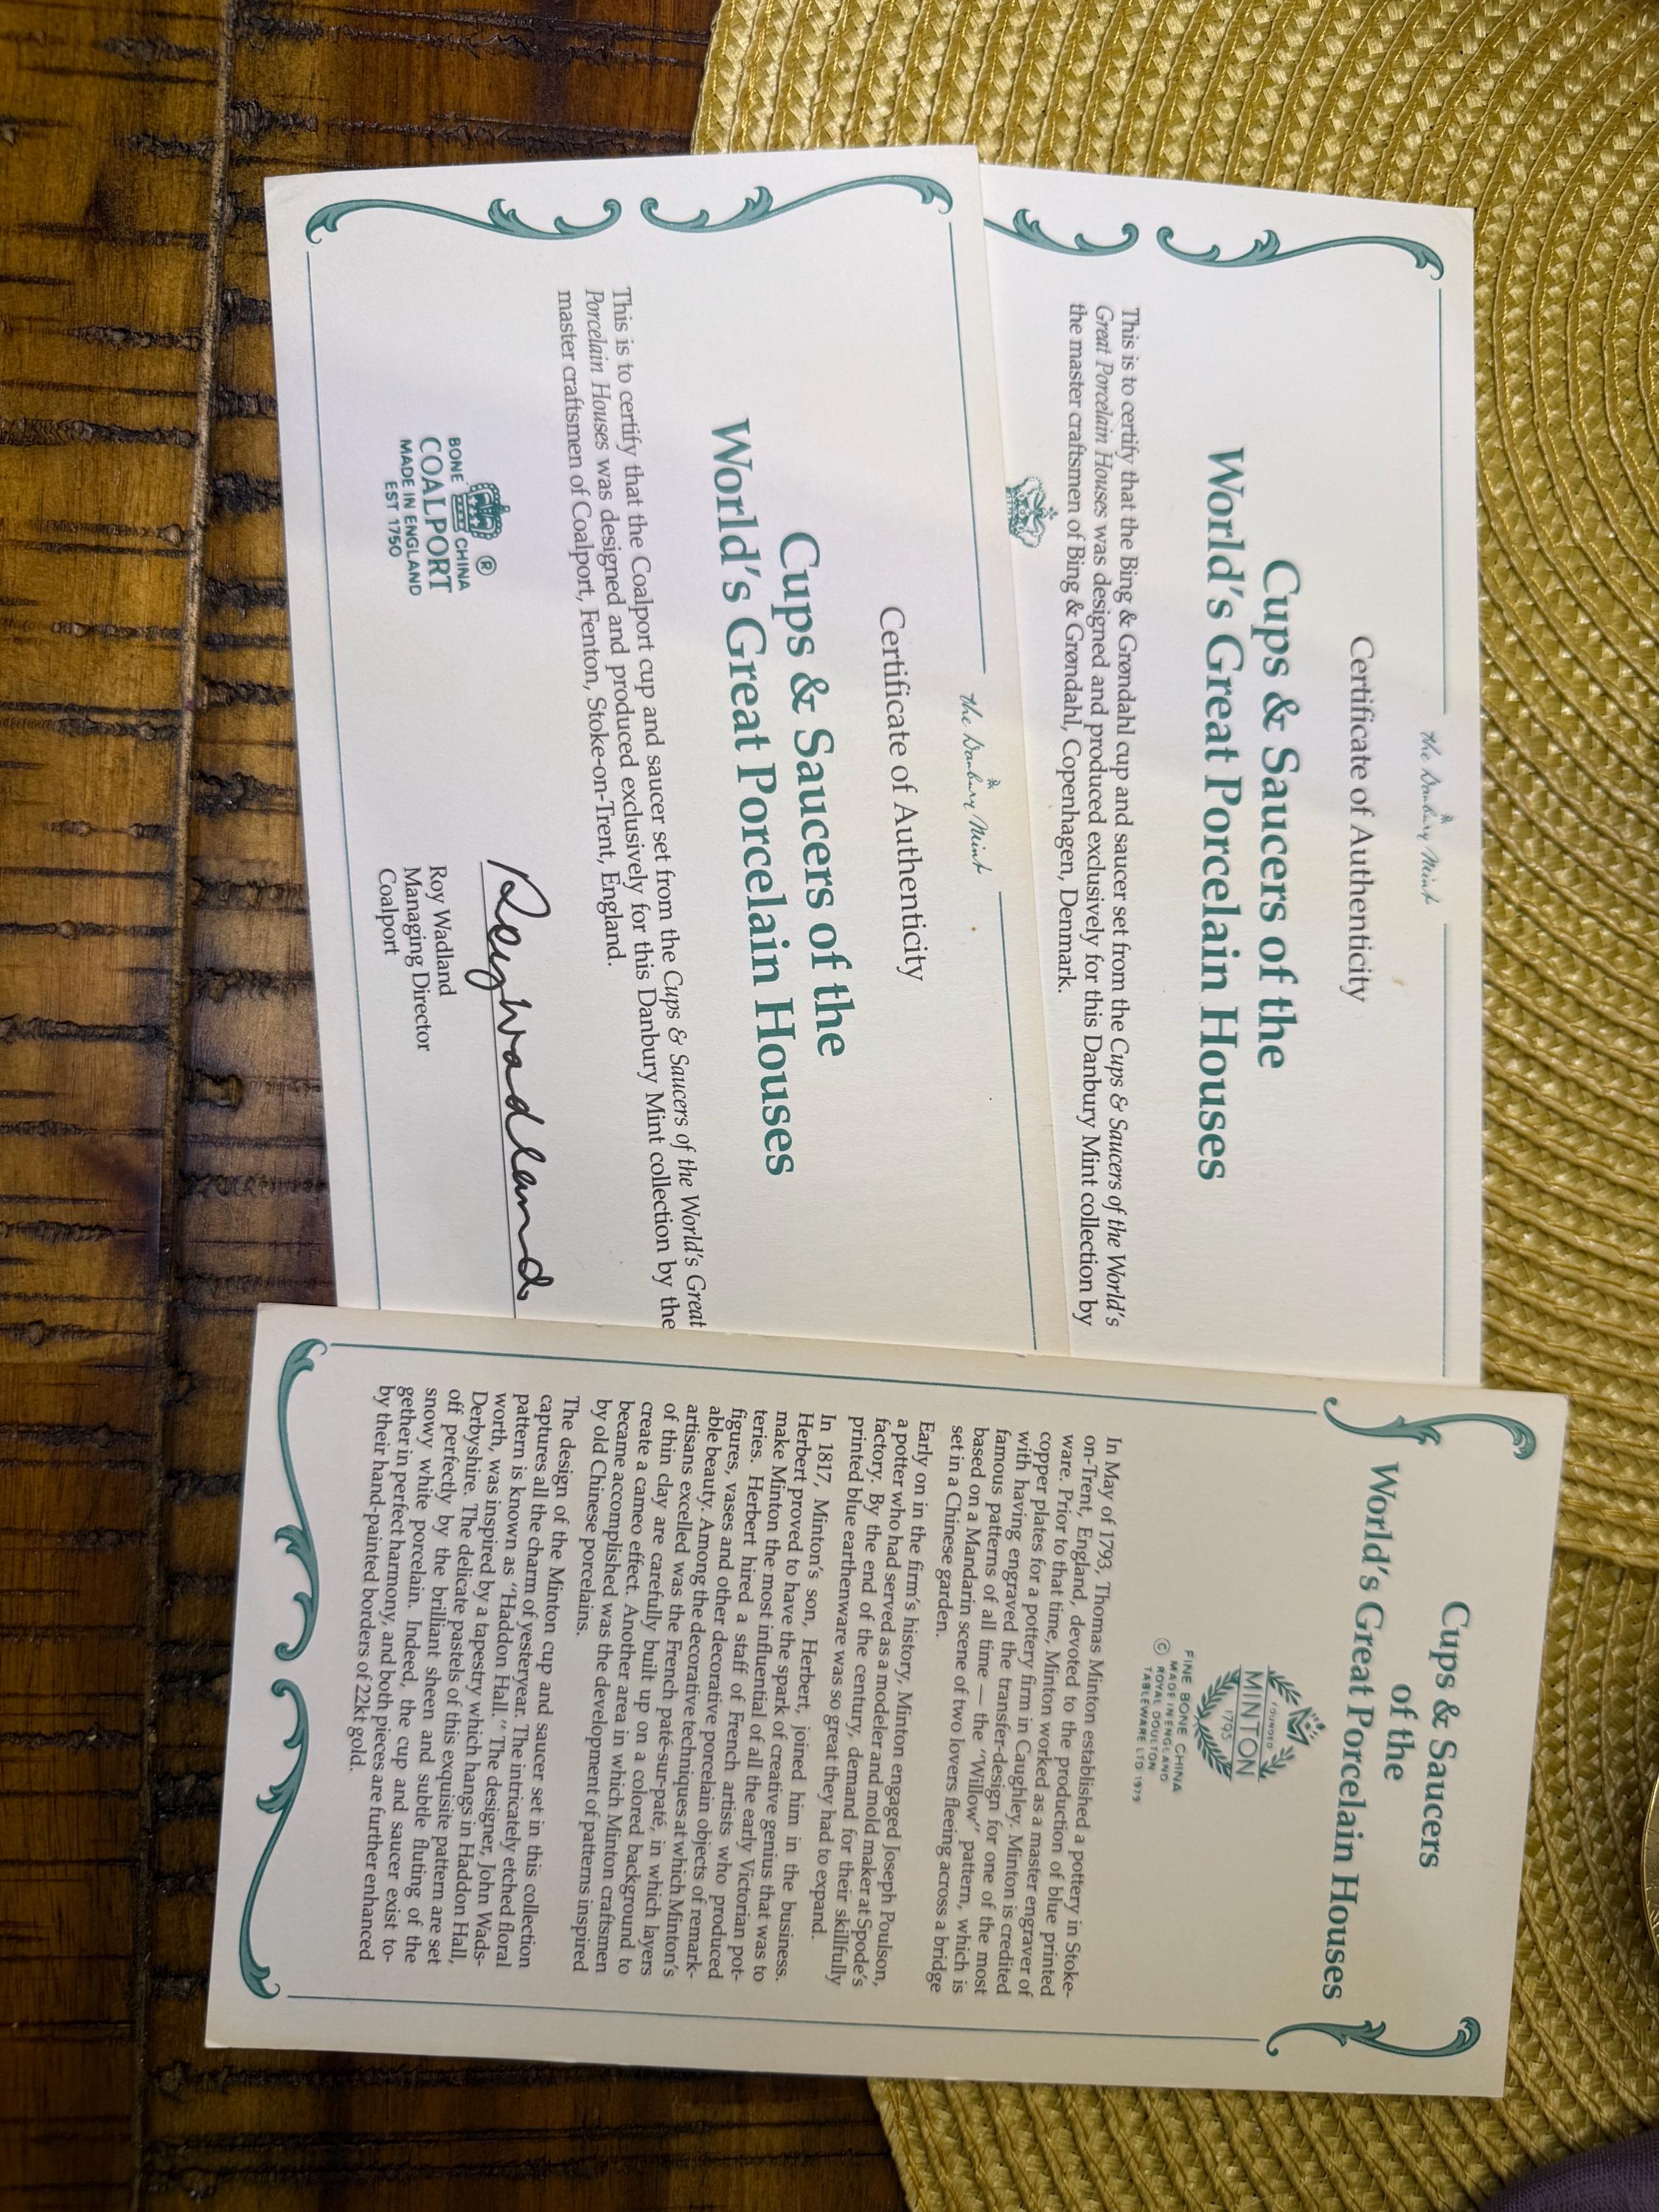 The Danbury Mint
Certificate of Authenticity
Cups & Saucers of the
World's Great Porcelain Houses
This is to certify that the Bing & Grøndahl cup and saucer set from the Cups & Saucers of the World's
Great Porcelain Houses was designed and produced exclusively for this Danbury Mint collection by
the master craftsmen of Bing & Grøndahl, Copenhagen, Denmark.
The Danbury Mint
Certificate of Authenticity
Cups & Saucers of the
World's Great Porcelain Houses
This is to certify that the Coalport cup and saucer set from the Cups & Saucers of the World's Great
Porcelain Houses was designed and produced exclusively for this Danbury Mint collection by the
master craftsmen of Coalport, Fenton, Stoke-on-Trent, England.
®
BONE CHINA
COALPORT
MADE IN ENGLAND
EST 1750
Roy Wadland
Roy Wadland
Managing Director
Coalport
Cups & Saucers
of the
World's Great Porcelain Houses
FOUNDED
MINTON
1793
FINE BONE CHINA
MADE IN ENGLAND
© ROYAL DOULTON
TABLEWARE LTD 1979
In May of 1793, Thomas Minton established a pottery in Stoke-
on-Trent, England, devoted to the production of blue printed
ware. Prior to that time, Minton worked as a master engraver of
copper plates for a pottery firm in Caughley. Minton is credited
with having engraved the transfer-design for one of the most
famous patterns of all time — the "Willow" pattern, which is
based on a Mandarin scene of two lovers fleeing across a bridge
set in a Chinese garden.
Early on in the firm's history, Minton engaged Joseph Poulson,
a potter who had served as a modeler and mold maker at Spode's
factory. By the end of the century, demand for their skillfully
printed blue earthenware was so great they had to expand.
In 1817, Minton's son, Herbert, joined him in the business.
Herbert proved to have the spark of creative genius that was to
make Minton the most influential of all the early Victorian pot-
teries. Herbert hired a staff of French artists who produced
figures, vases and other decorative porcelain objects of remark-
able beauty. Among the decorative techniques at which Minton's
artisans excelled was the French paté-sur-paté, in which layers
of thin clay are carefully built up on a colored background to
create a cameo effect. Another area in which Minton craftsmen
became accomplished was the development of patterns inspired
by old Chinese porcelains.
The design of the Minton cup and saucer set in this collection
captures all the charm of yesteryear. The intricately etched floral
pattern is known as "Haddon Hall." The designer, John Wads-
worth, was inspired by a tapestry which hangs in Haddon Hall,
Derbyshire. The delicate pastels of this exquisite pattern are set
off perfectly by the brilliant sheen and subtle fluting of the
snowy white porcelain. Indeed, the cup and saucer exist to-
gether in perfect harmony, and both pieces are further enhanced
by their hand-painted borders of 22kt gold.